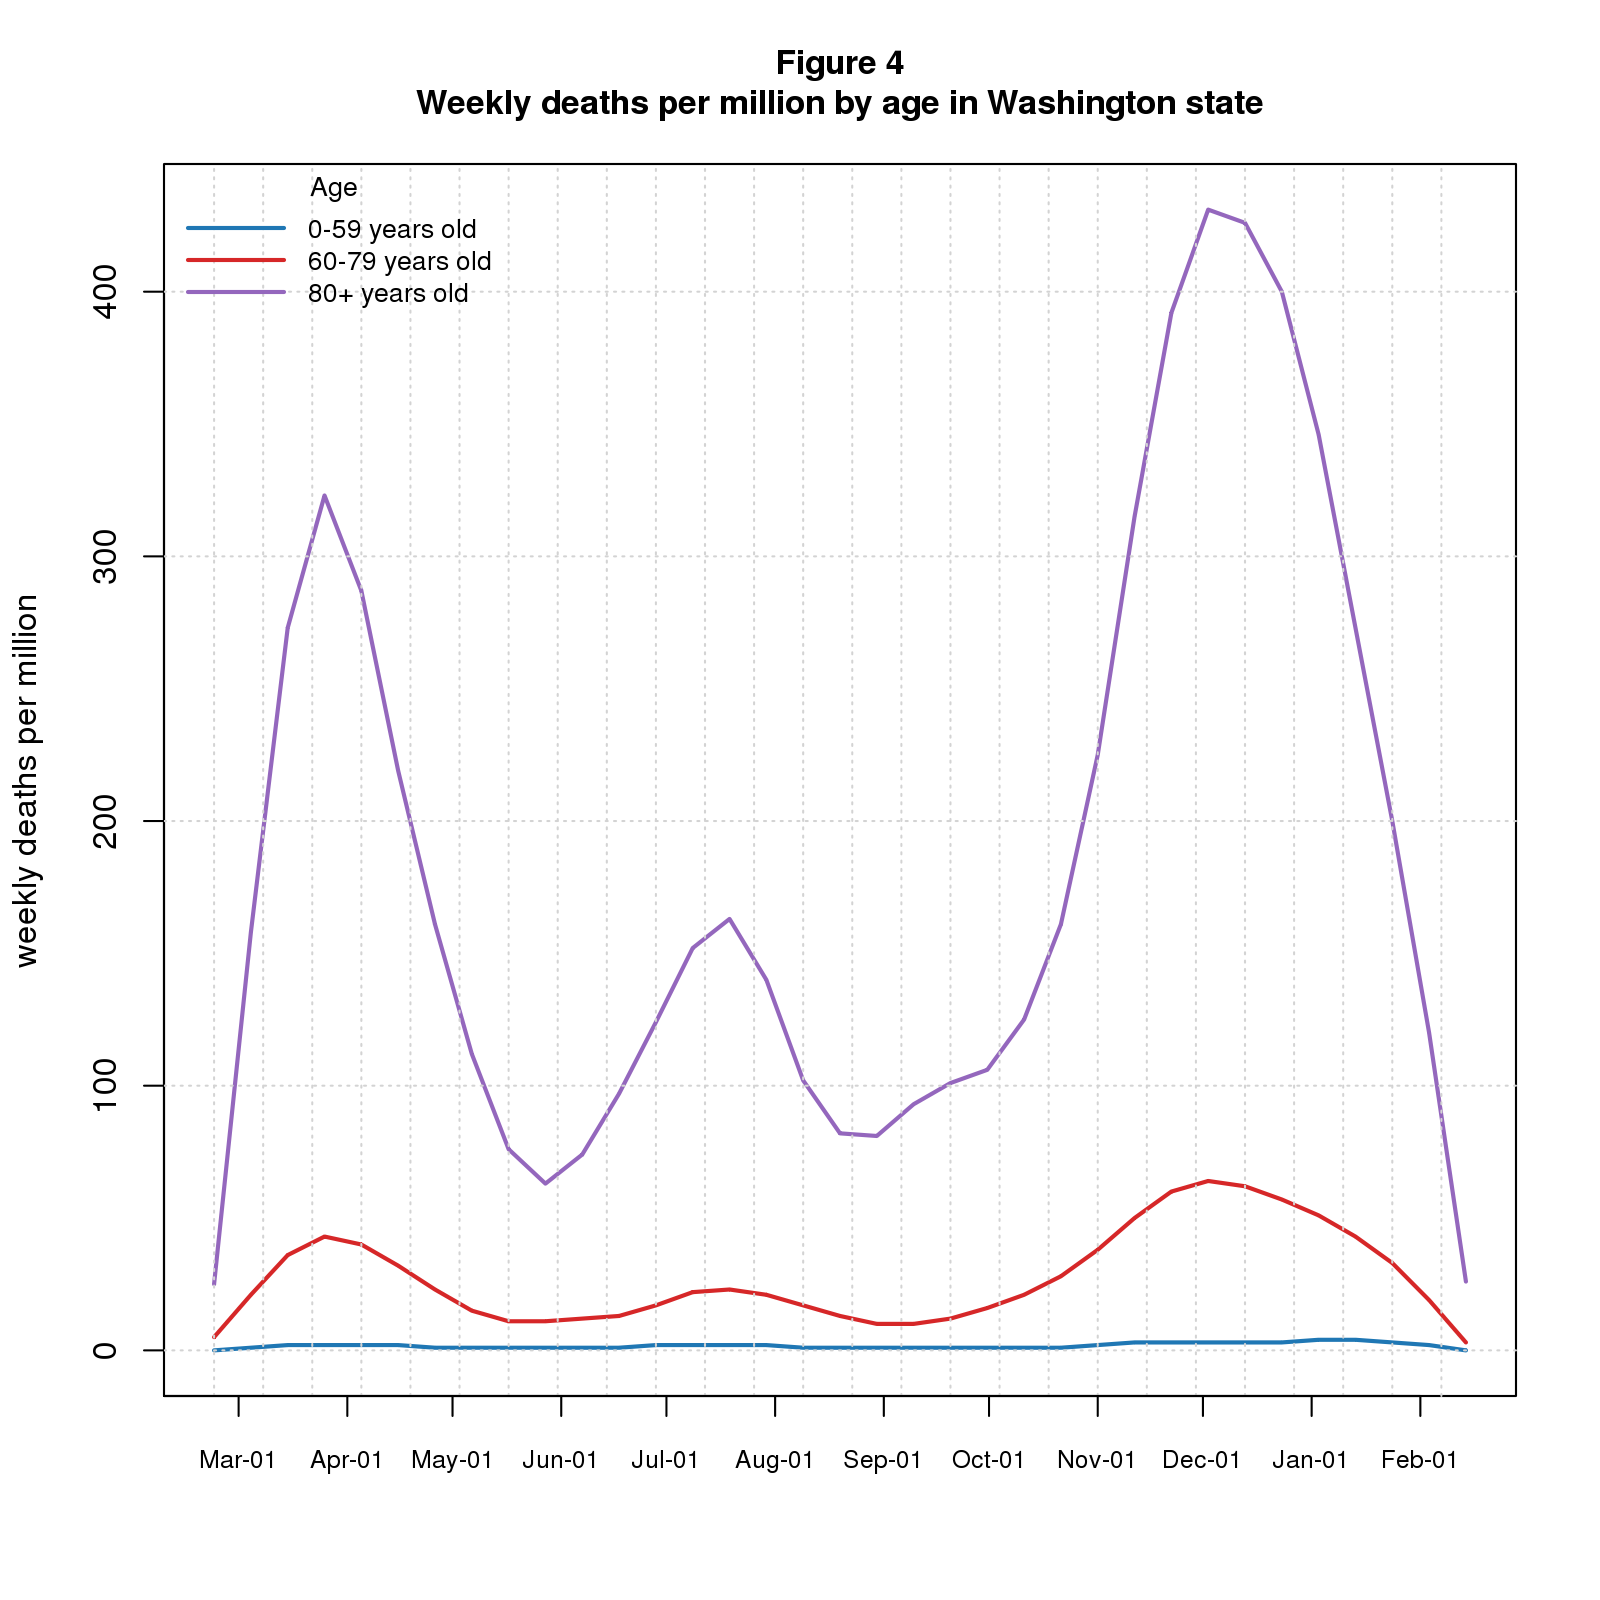 Figure 4
Weekly deaths per million by age in Washington state
Age
0-59 years old
60-79 years old
80+ years old
weekly deaths per million
400
300
200
100
0
Mar-01 Apr-01 May-01 Jun-01 Jul-01 Aug-01 Sep-01 Oct-01 Nov-01 Dec-01 Jan-01 Feb-01